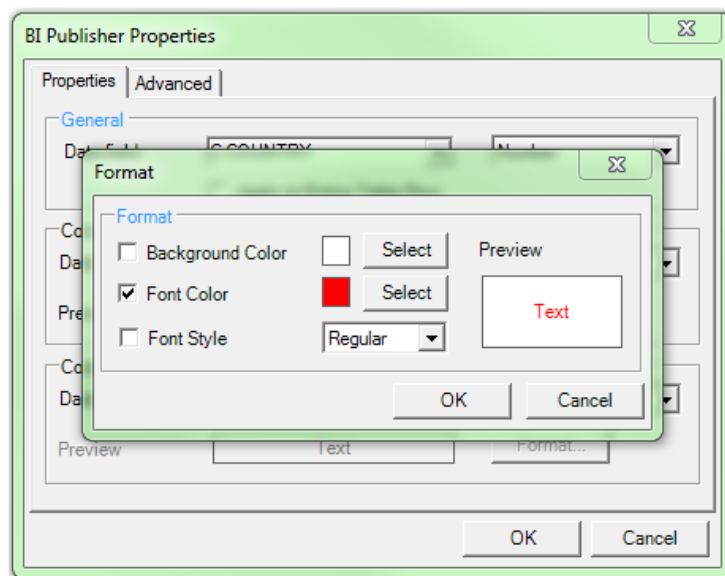 BI Publisher Properties
Properties Advanced
General
Format
Format
Background Color Select Preview
Font Color Select Text
Font Style Regular
OK Cancel
Preview Text Format...
OK Cancel